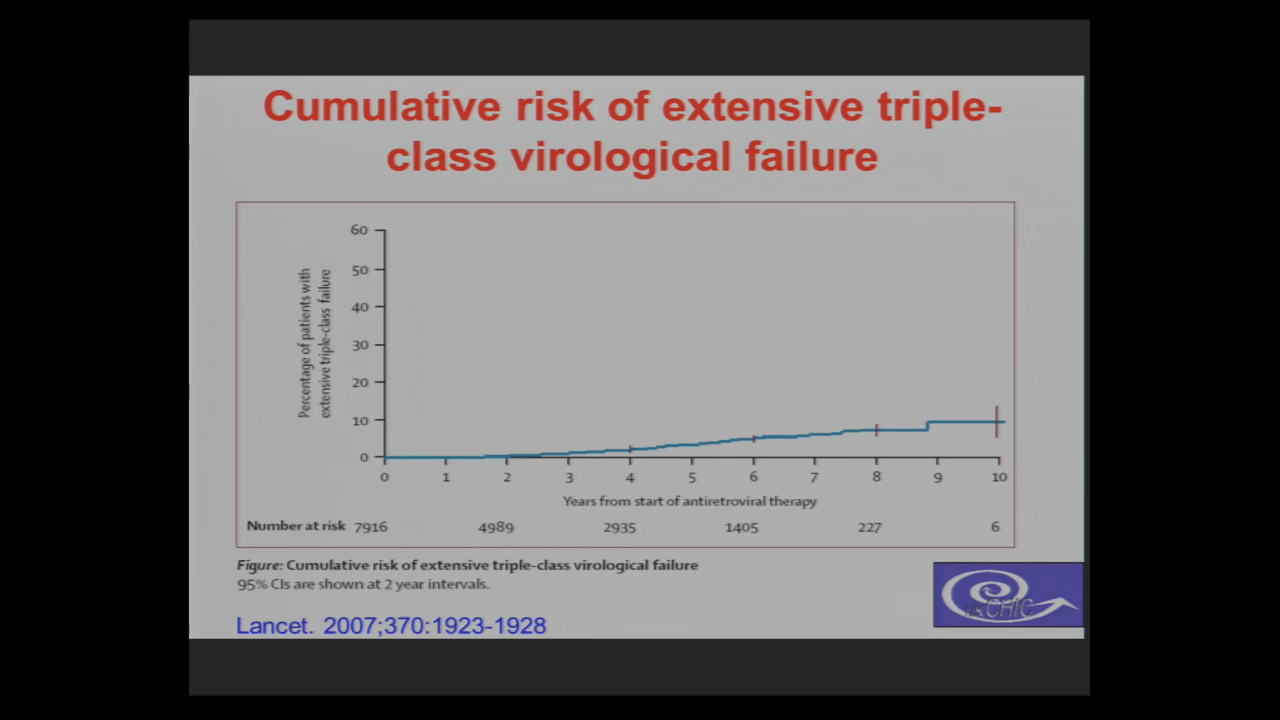 Cumulative risk of extensive triple-
class virological failure
60
50
40
30
20
10
0
Percentage of patients with
extensive triple-class failure
0 1 2 3 4 5 6 7 8 9 10
Years from start of antiretroviral therapy
Number at risk 7916 4989 2935 1405 227 6
Figure: Cumulative risk of extensive triple-class virological failure
95% CIs are shown at 2 year intervals.
CHIC
Lancet. 2007;370:1923-1928